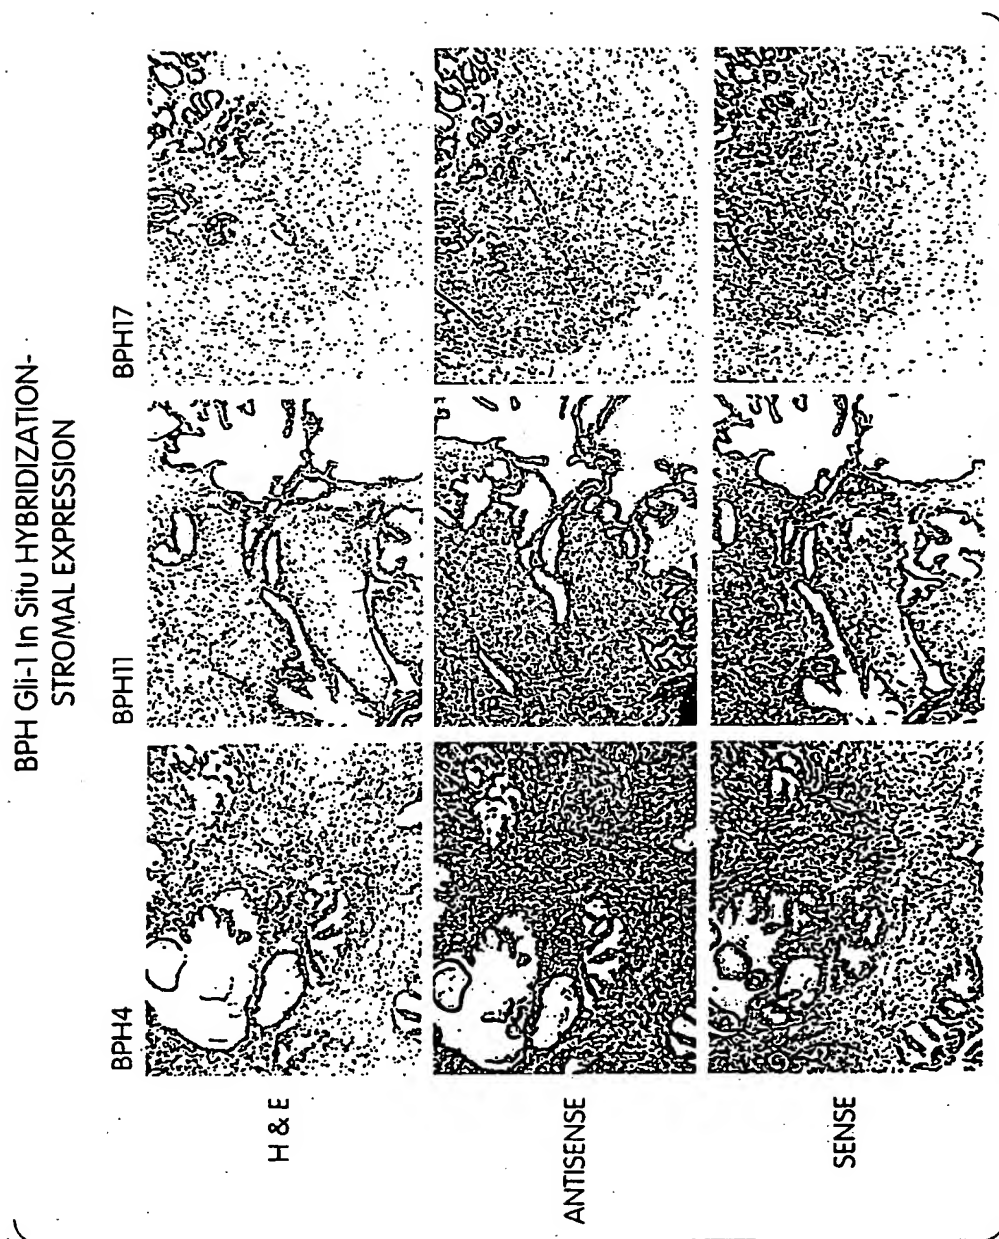 BPH Gli-1 In Situ HYBRIDIZATION-
STROMAL EXPRESSION
BPH4
BPH11
BPH17
H & E
ANTISENSE
SENSE